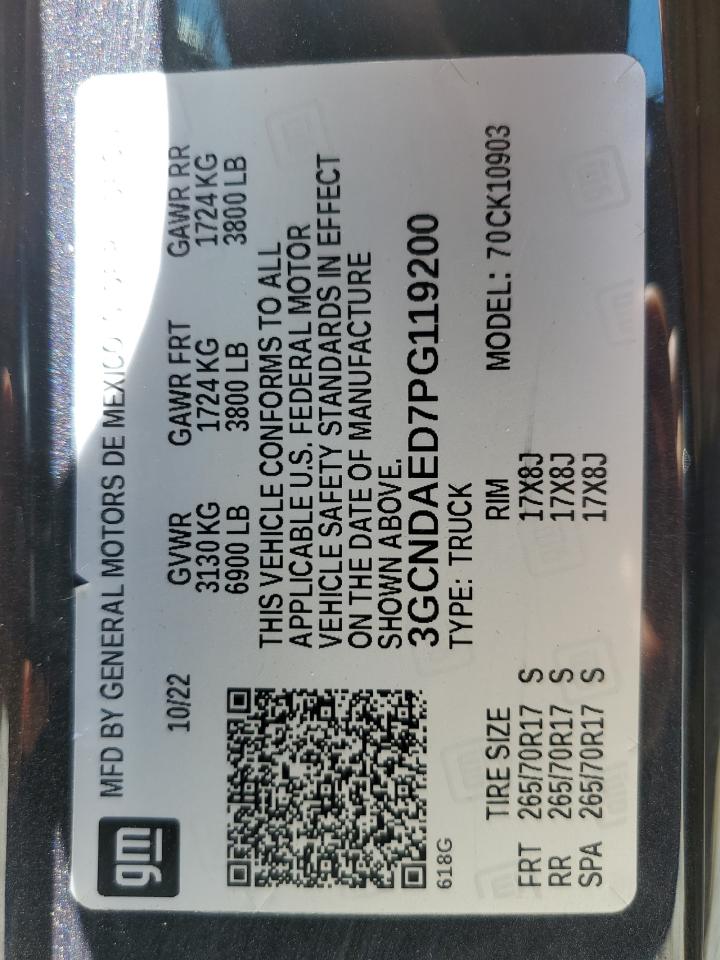 gm
MFD BY GENERAL MOTORS DE MEXICO
10/22
GVWR GAWR FRT GAWR RR
3130 KG 1724 KG 1724 KG
6900 LB 3800 LB 3800 LB
THIS VEHICLE CONFORMS TO ALL
APPLICABLE U.S. FEDERAL MOTOR
VEHICLE SAFETY STANDARDS IN EFFECT
ON THE DATE OF MANUFACTURE
SHOWN ABOVE.
3GCNDAED7PG119200
618G
TYPE: TRUCK
MODEL: 70CK10903
TIRE SIZE RIM
FRT 265/70R17 S 17X8J
RR 265/70R17 S 17X8J
SPA 265/70R17 S 17X8J